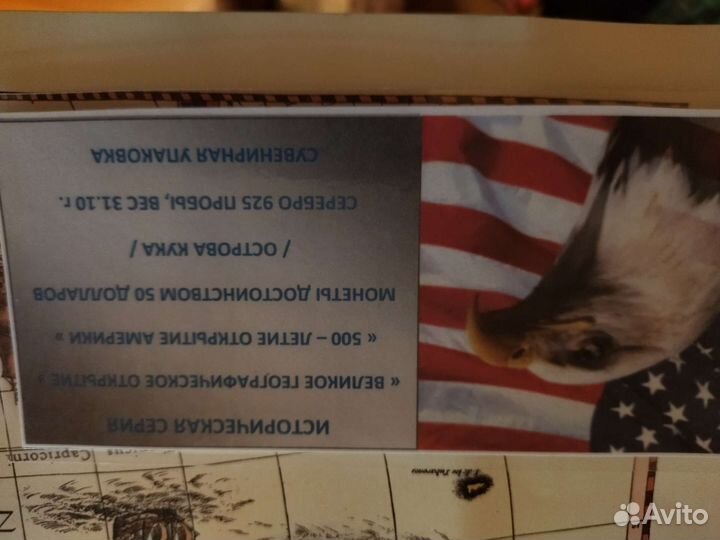 ИСТОРИЧЕСКАЯ СЕРИЯ
« ВЕЛИКОЕ ГЕОГРАФИЧЕСКОЕ ОТКРЫТИЕ »
« 500 – ЛЕТИЕ ОТКРЫТИЕ АМЕРИКИ »
МОНЕТЫ ДОСТОИНСТВОМ 50 ДОЛЛАРОВ
/ ОСТРОВА КУКА /
СЕРЕБРО 925 ПРОБЫ, ВЕС 31.10 г.
СУВЕНИРНАЯ УПАКОВКА
Capricorni
Avito